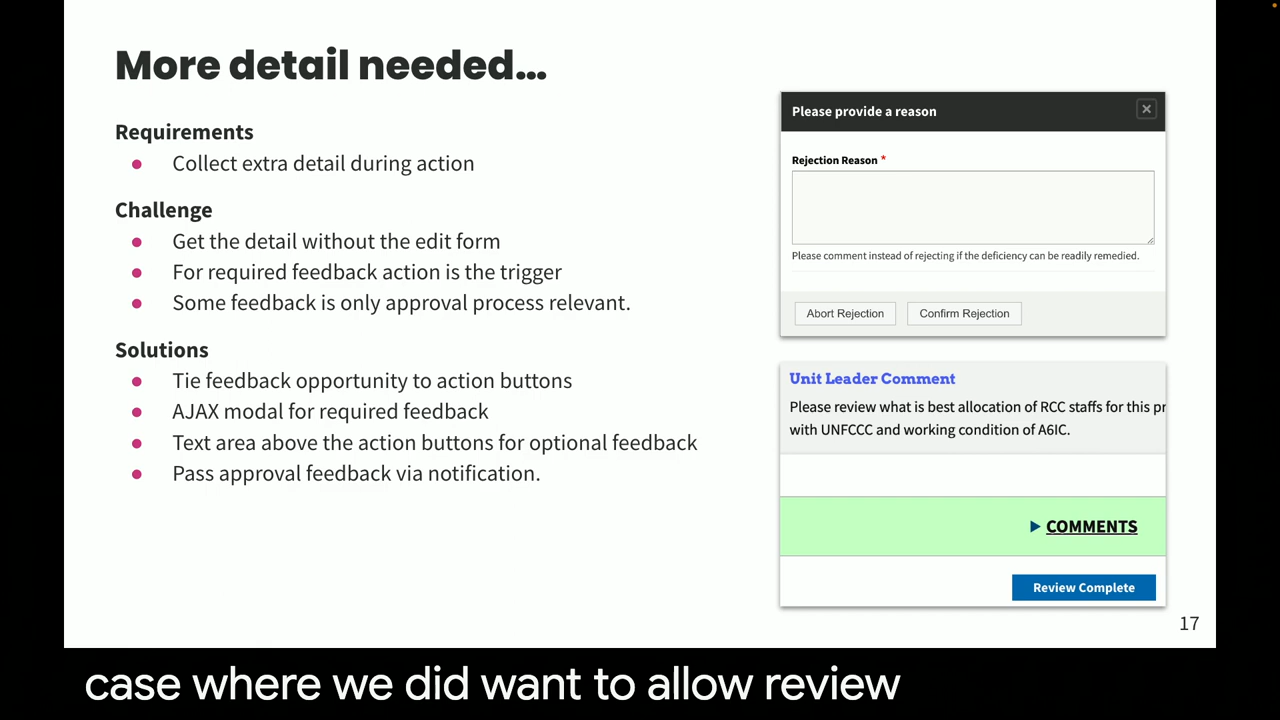 More detail needed...
Requirements
Collect extra detail during action
Challenge
Get the detail without the edit form
For required feedback action is the trigger
Some feedback is only approval process relevant.
Solutions
Tie feedback opportunity to action buttons
AJAX modal for required feedback
Text area above the action buttons for optional feedback
Pass approval feedback via notification.
Please provide a reason
Rejection Reason *
Please comment instead of rejecting if the deficiency can be readily remedied.
Abort Rejection Confirm Rejection
Unit Leader Comment
Please review what is best allocation of RCC staffs for this pr
with UNFCCC and working condition of A6IC.
COMMENTS
Review Complete
17
case where we did want to allow review